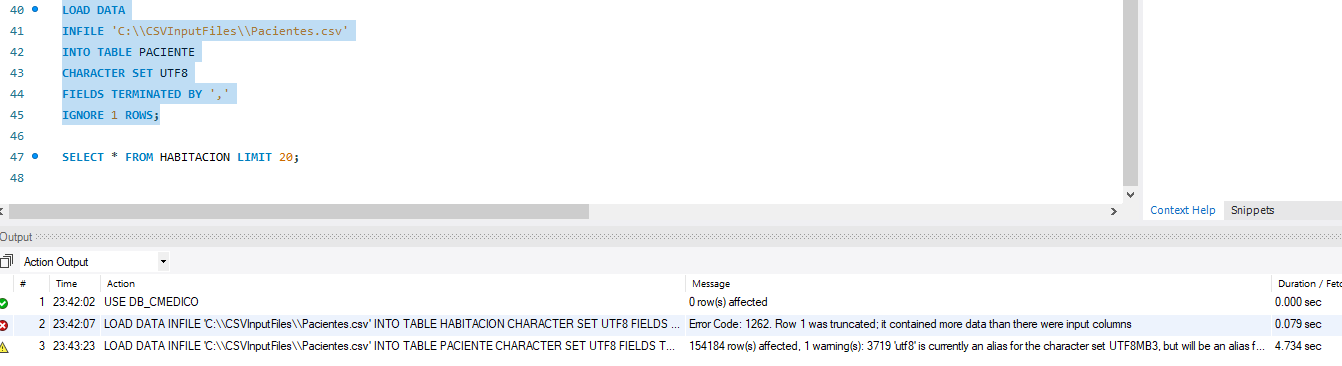 40 LOAD DATA
41 INFILE 'C:\\CSVInputFiles\\Pacientes.csv'
42 INTO TABLE PACIENTE
43 CHARACTER SET UTF8
44 FIELDS TERMINATED BY ','
45 IGNORE 1 ROWS;
46
47 SELECT * FROM HABITACION LIMIT 20;
48
Context Help Snippets
Output
Action Output
# Time Action Message Duration / Fetc
1 23:42:02 USE DB_CMEDICO 0 row(s) affected 0.000 sec
2 23:42:07 LOAD DATA INFILE 'C:\\CSVInputFiles\\Pacientes.csv' INTO TABLE HABITACION CHARACTER SET UTF8 FIELDS ... Error Code: 1262. Row 1 was truncated; it contained more data than there were input columns 0.079 sec
3 23:43:23 LOAD DATA INFILE 'C:\\CSVInputFiles\\Pacientes.csv' INTO TABLE PACIENTE CHARACTER SET UTF8 FIELDS T... 154184 row(s) affected, 1 warning(s): 3719 'utf8' is currently an alias for the character set UTF8MB3, but will be an alias f... 4.734 sec